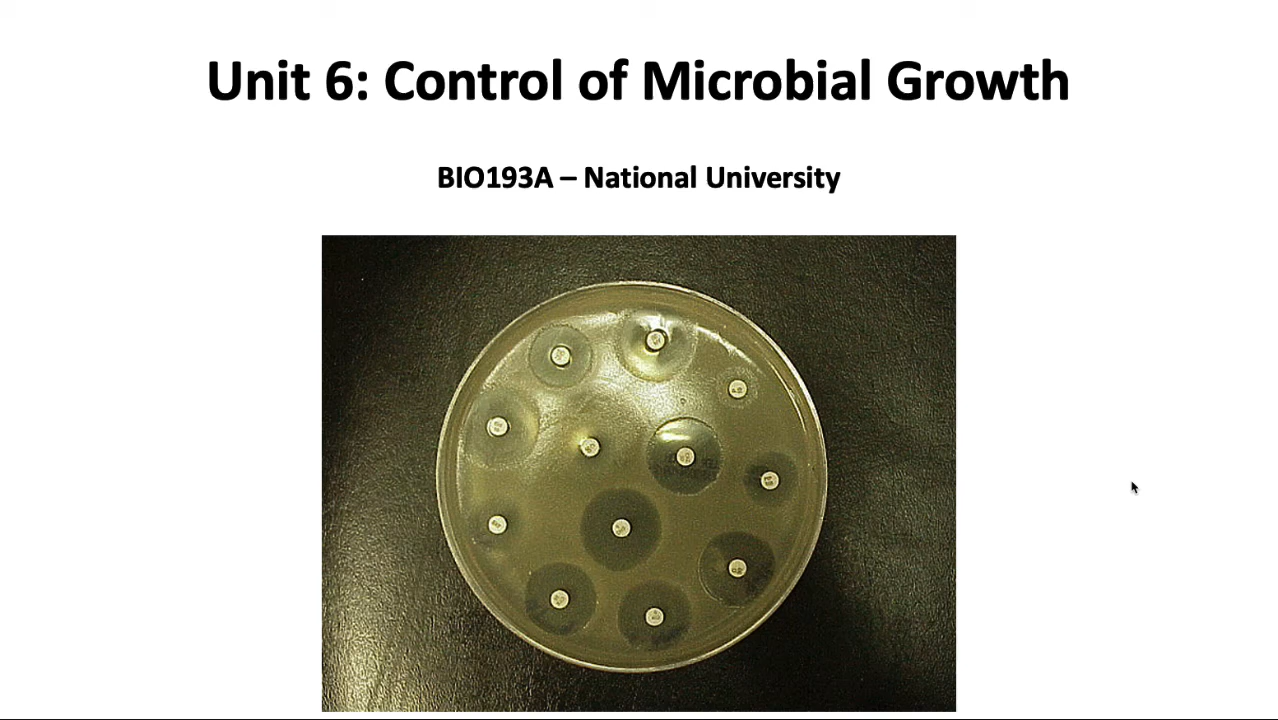 Unit 6: Control of Microbial Growth
BIO193A – National University